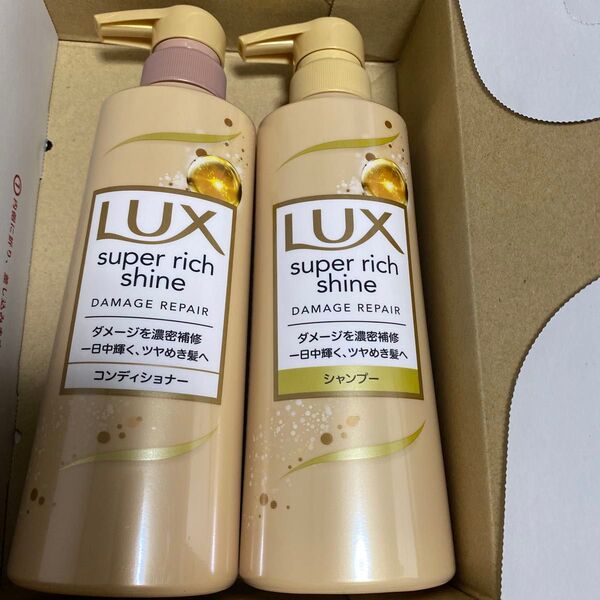 LUX
super rich
shine
DAMAGE REPAIR
ダメージを濃密補修
一日中輝く、ツヤめき髪へ
コンディショナー
LUX
super rich
shine
DAMAGE REPAIR
ダメージを濃密補修
一日中輝く、ツヤめき髪へ
シャンプー